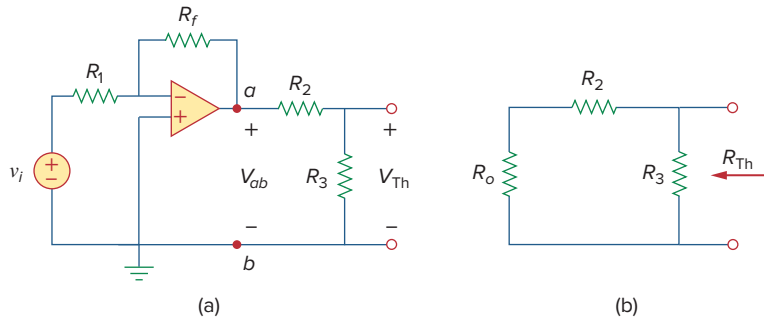 R_f
R_1
a
R_2
R_2
−
+
+
+
v_i
+
−
V_ab
R_3
V_Th
R_o
R_3
R_Th
−
−
b
(a)
(b)